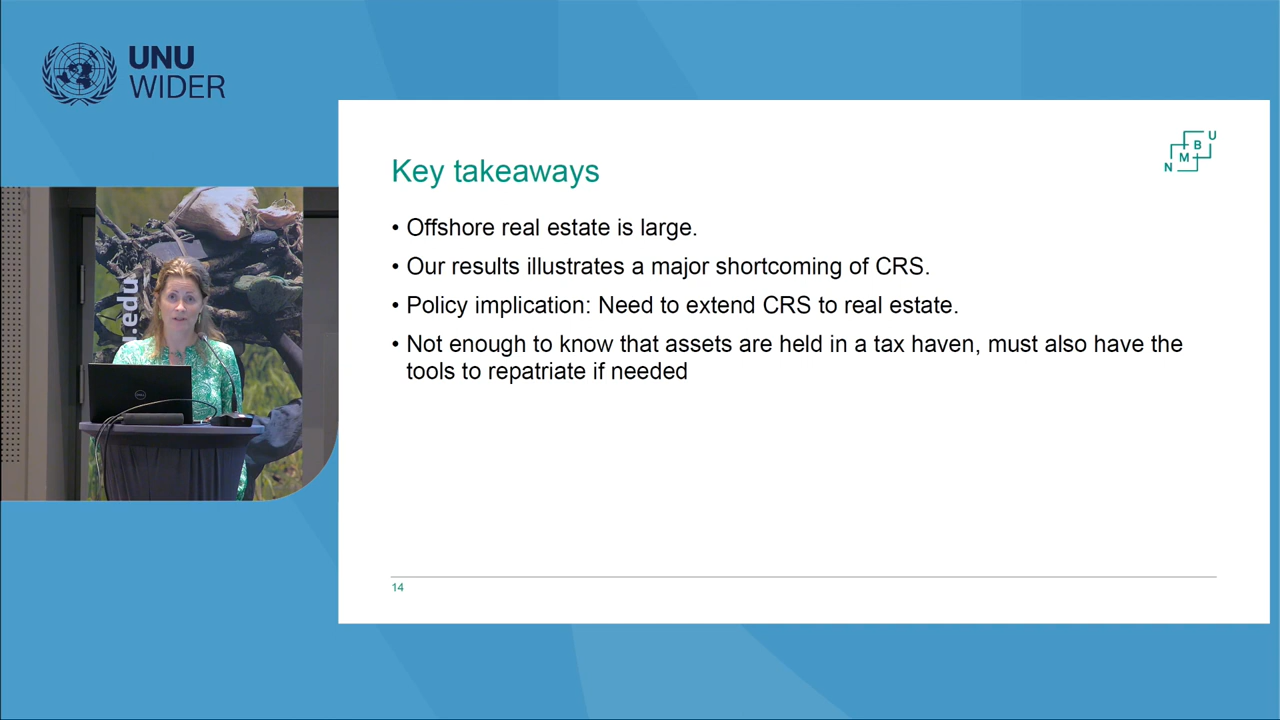 UNU
WIDER
N
M
B
U
Key takeaways
• Offshore real estate is large.
• Our results illustrates a major shortcoming of CRS.
• Policy implication: Need to extend CRS to real estate.
• Not enough to know that assets are held in a tax haven, must also have the
tools to repatriate if needed
14
u.edu
DELL